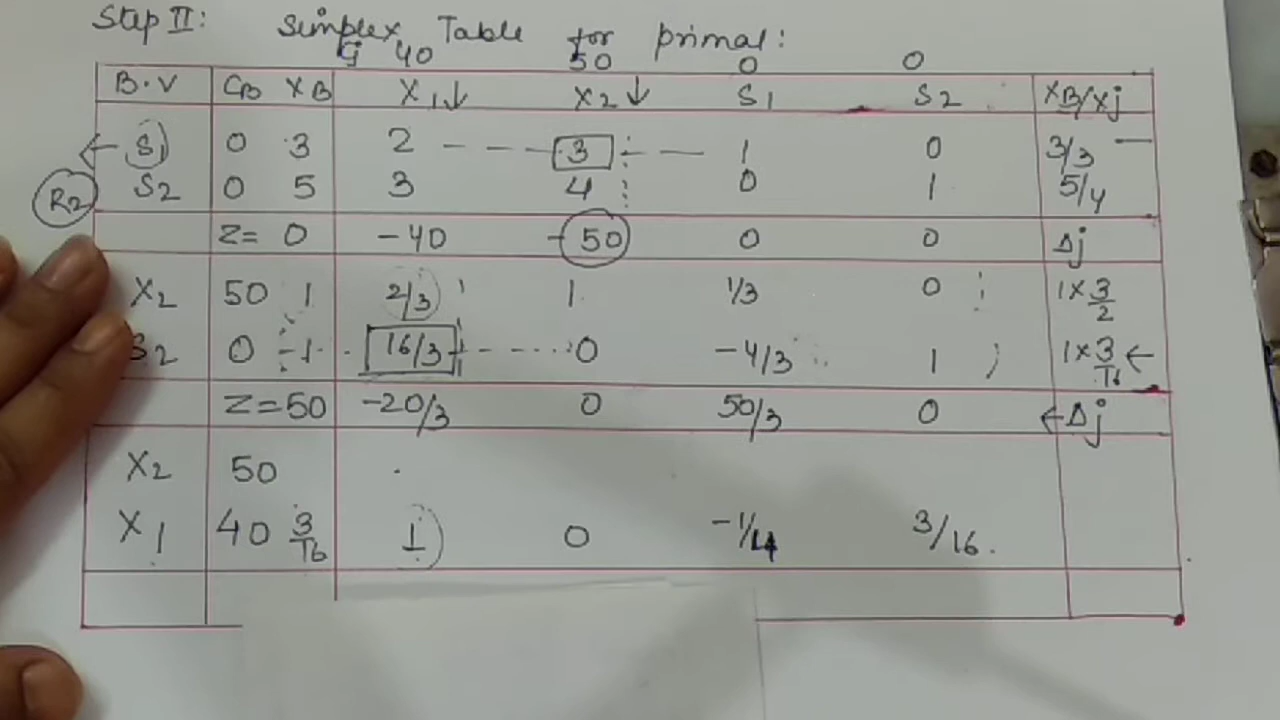 Step II: Simplex Table for primal:
Cj 40 50 0 0
B.V CB XB X1↓ X2↓ S1 S2 XB/Xj
← S1 0 3 2 3 1 0 3/3 —
R2 S2 0 5 3 4 0 1 5/4
Z= 0 -40 -50 0 0 Δj
X2 50 1 2/3 1 1/3 0 1×3/2
S2 0 1 16/3 0 -4/3 1 1×3/16 ←
Z=50 -20/3 0 50/3 0 ←Δj
X2 50
X1 40 3/16 1 0 -1/4 3/16.